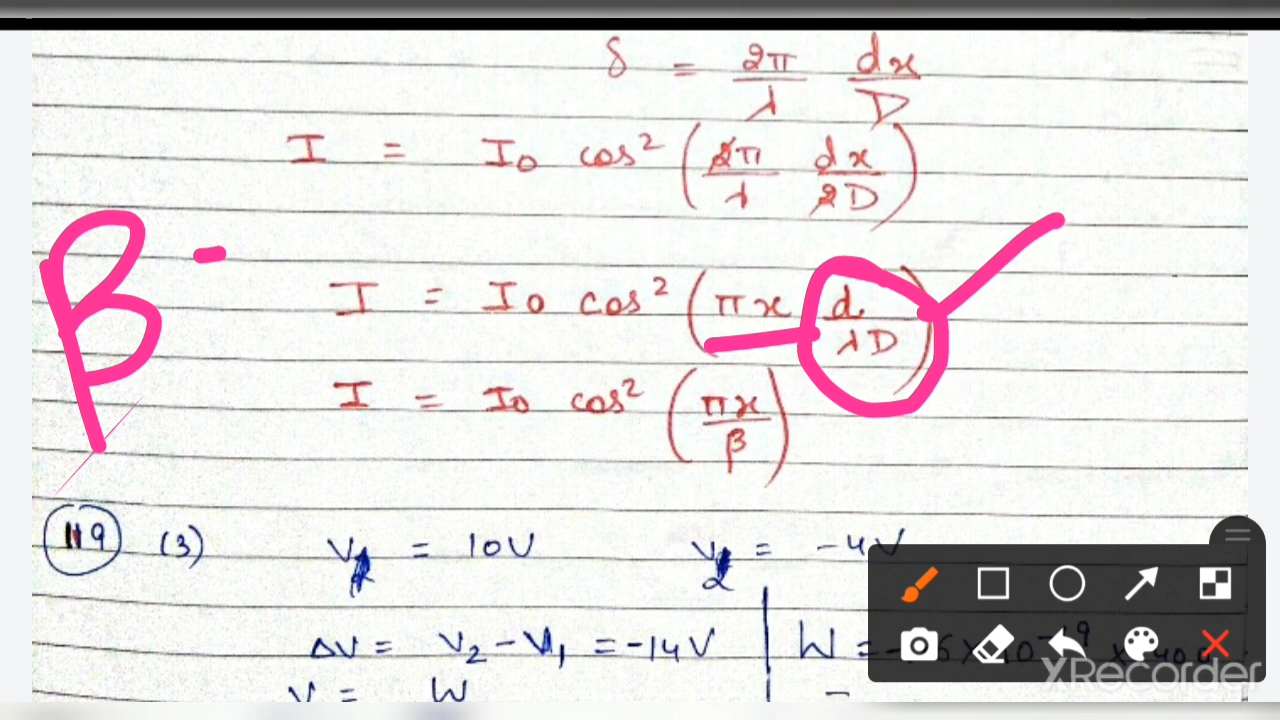 δ = 2π/λ dx/D
I = I₀ cos² (2π/λ dx/2D)
β -
I = I₀ cos² (πx d/λD)
I = I₀ cos² (πx/β)
119 (3) V₁ = 10V V₂ = -4V
ΔV = V₂ - V₁ = -14V W =
V = W
XRecorder